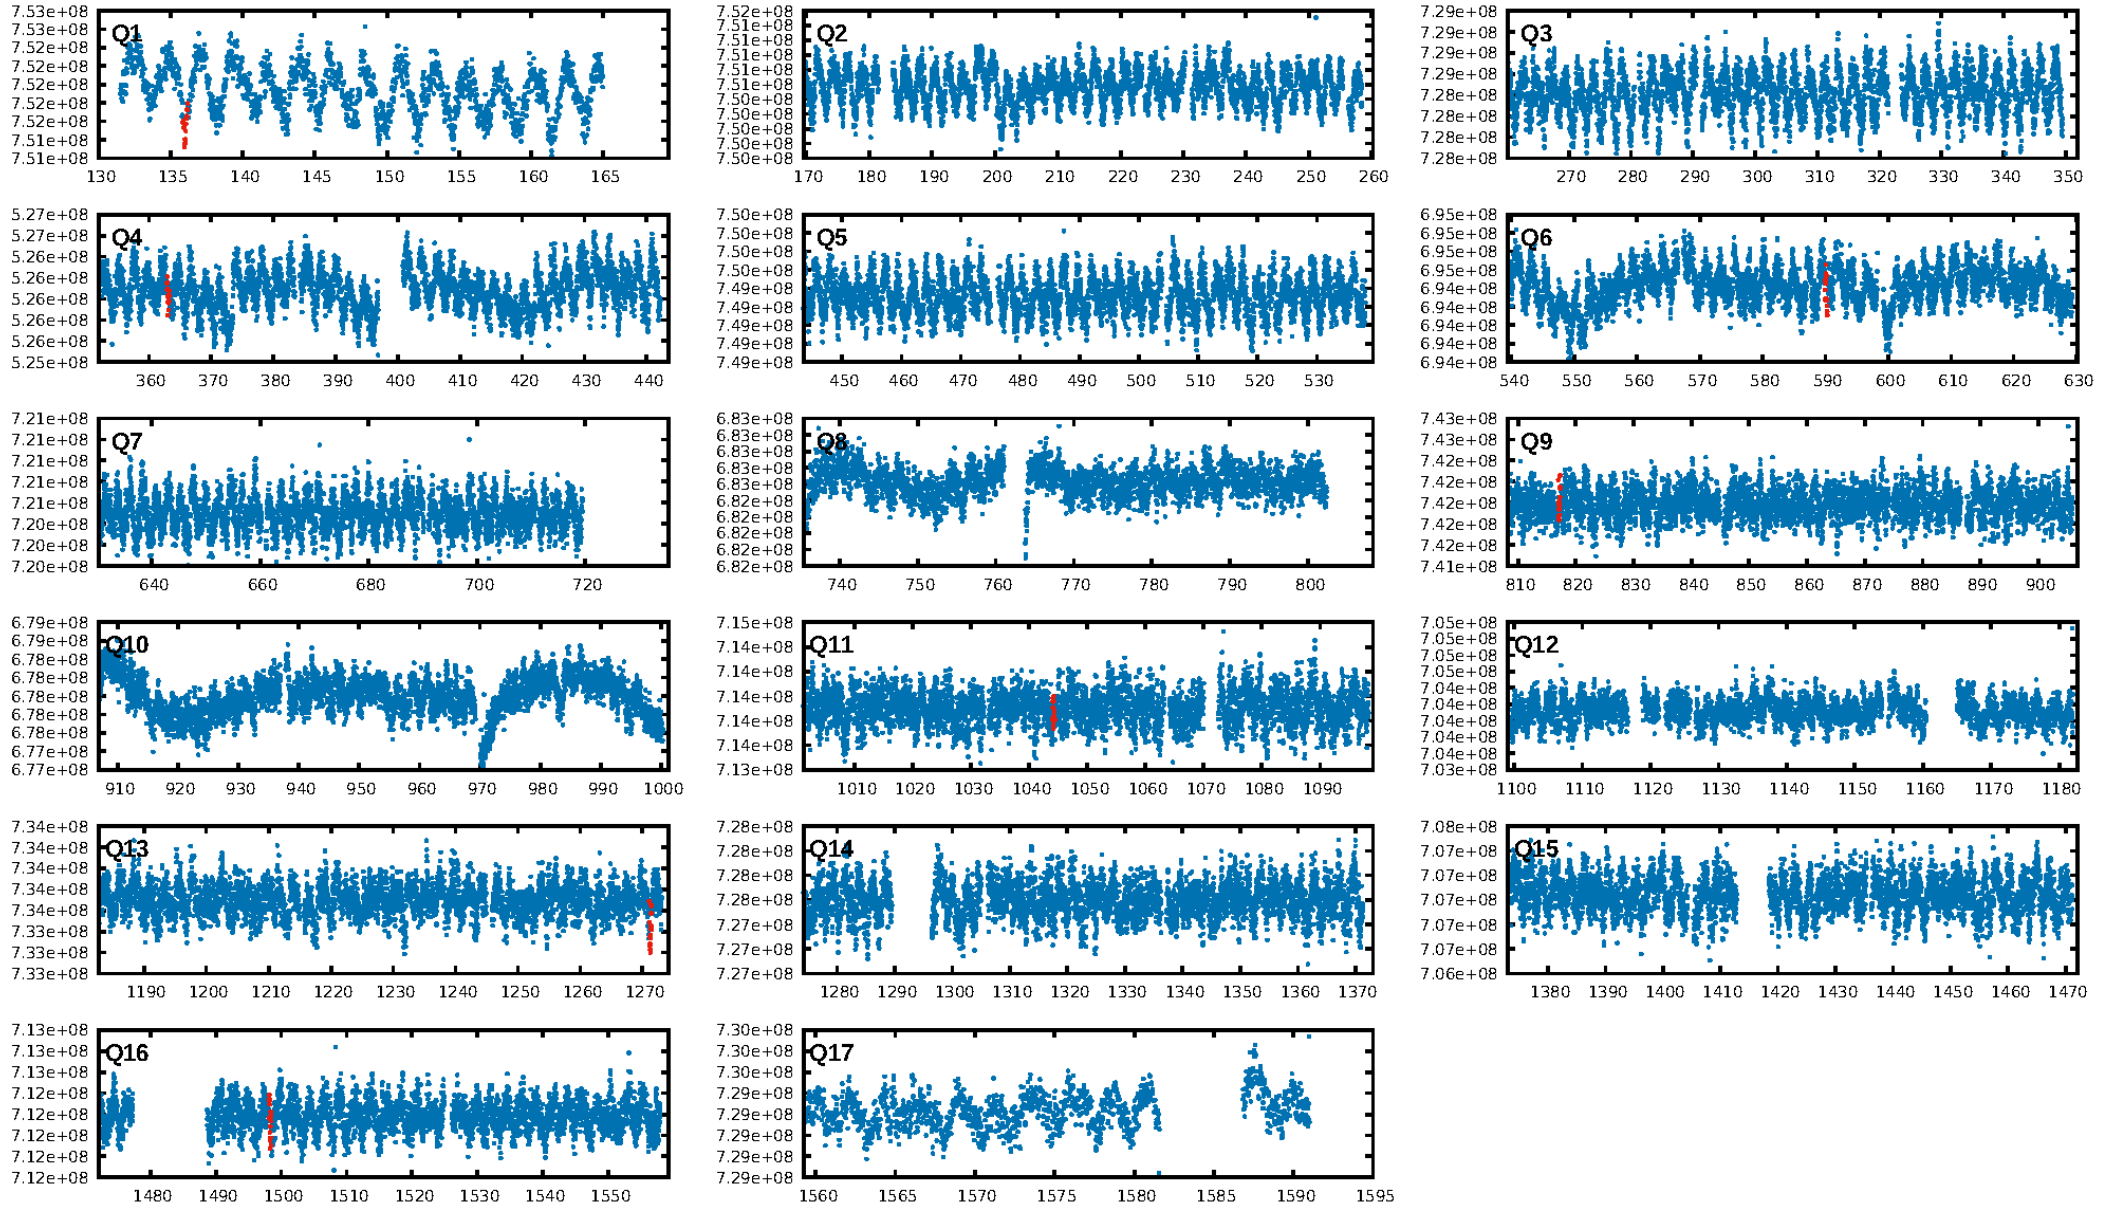 7.53e+08 7.53e+08 7.52e+08 7.52e+08 7.52e+08 7.52e+08 7.52e+08 7.51e+08 7.51e+08
Q1
130 135 140 145 150 155 160 165
7.52e+08 7.51e+08 7.51e+08 7.51e+08 7.51e+08 7.51e+08 7.50e+08 7.50e+08 7.50e+08 7.50e+08 7.50e+08
Q2
170 180 190 200 210 220 230 240 250 260
7.29e+08 7.29e+08 7.29e+08 7.29e+08 7.28e+08 7.28e+08 7.28e+08 7.28e+08
Q3
270 280 290 300 310 320 330 340 350
5.27e+08 5.27e+08 5.26e+08 5.26e+08 5.26e+08 5.26e+08 5.26e+08 5.25e+08
Q4
360 370 380 390 400 410 420 430 440
7.50e+08 7.50e+08 7.50e+08 7.50e+08 7.49e+08 7.49e+08 7.49e+08 7.49e+08 7.49e+08
Q5
450 460 470 480 490 500 510 520 530
6.95e+08 6.95e+08 6.95e+08 6.95e+08 6.94e+08 6.94e+08 6.94e+08 6.94e+08 6.94e+08
Q6
540 550 560 570 580 590 600 610 620 630
7.21e+08 7.21e+08 7.21e+08 7.21e+08 7.21e+08 7.20e+08 7.20e+08 7.20e+08
Q7
640 660 680 700 720
6.83e+08 6.83e+08 6.83e+08 6.83e+08 6.83e+08 6.82e+08 6.82e+08 6.82e+08 6.82e+08 6.82e+08
Q8
740 750 760 770 780 790 800
7.43e+08 7.43e+08 7.42e+08 7.42e+08 7.42e+08 7.42e+08 7.42e+08 7.41e+08
Q9
810 820 830 840 850 860 870 880 890 900
6.79e+08 6.79e+08 6.78e+08 6.78e+08 6.78e+08 6.78e+08 6.78e+08 6.77e+08 6.77e+08
Q10
910 920 930 940 950 960 970 980 990 1000
7.15e+08 7.14e+08 7.14e+08 7.14e+08 7.14e+08 7.14e+08 7.13e+08
Q11
1010 1020 1030 1040 1050 1060 1070 1080 1090
7.05e+08 7.05e+08 7.05e+08 7.05e+08 7.04e+08 7.04e+08 7.04e+08 7.04e+08 7.04e+08 7.03e+08
Q12
1100 1110 1120 1130 1140 1150 1160 1170 1180
7.34e+08 7.34e+08 7.34e+08 7.34e+08 7.34e+08 7.33e+08 7.33e+08 7.33e+08
Q13
1190 1200 1210 1220 1230 1240 1250 1260 1270
7.28e+08 7.28e+08 7.28e+08 7.28e+08 7.27e+08 7.27e+08 7.27e+08
Q14
1280 1290 1300 1310 1320 1330 1340 1350 1360 1370
7.08e+08 7.07e+08 7.07e+08 7.07e+08 7.07e+08 7.07e+08 7.06e+08
Q15
1380 1390 1400 1410 1420 1430 1440 1450 1460 1470
7.13e+08 7.13e+08 7.13e+08 7.12e+08 7.12e+08 7.12e+08 7.12e+08 7.12e+08
Q16
1480 1490 1500 1510 1520 1530 1540 1550
7.30e+08 7.30e+08 7.29e+08 7.29e+08 7.29e+08 7.29e+08 7.29e+08 7.29e+08
Q17
1560 1565 1570 1575 1580 1585 1590 1595